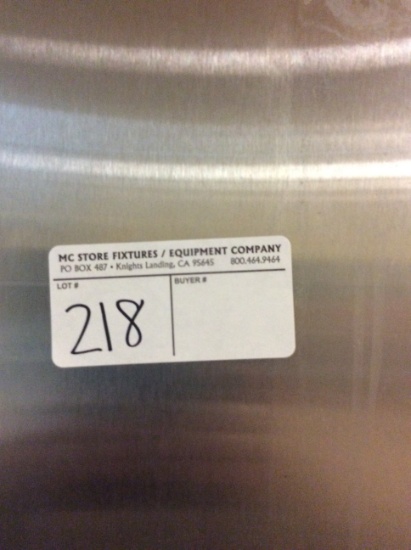 MC STORE FIXTURES / EQUIPMENT COMPANY
PO BOX 487 • Knights Landing, CA 95645 800.464.9464
LOT # BUYER #
218